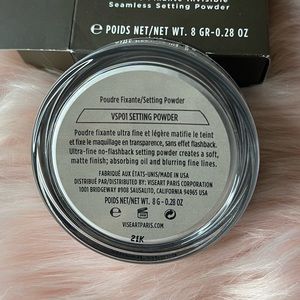 Seamless Setting Powder
POIDS NET/NET WT. 8 GR-0.28 OZ
Poudre Fixante/Setting Powder
VSP01 SETTING POWDER
Poudre fixante ultra fine et légère matifie le teint
et fixe le maquillage en transparence, sans effet flashback.
Ultra-fine no-flashback setting powder creates a soft,
matte finish; absorbing oil and blurring fine lines.
FABRIQUÉ AUX ÉTATS-UNIS/MADE IN USA
DISTRIBUÉ PAR/DISTRIBUTED BY VISEART PARIS CORPORATION
1001 BRIDGEWAY #908 SAUSALITO, CALIFORNIA 94965 USA
POIDS NET/NET WT. 8 G-0.28 OZ
VISEARTPARIS.COM
21K